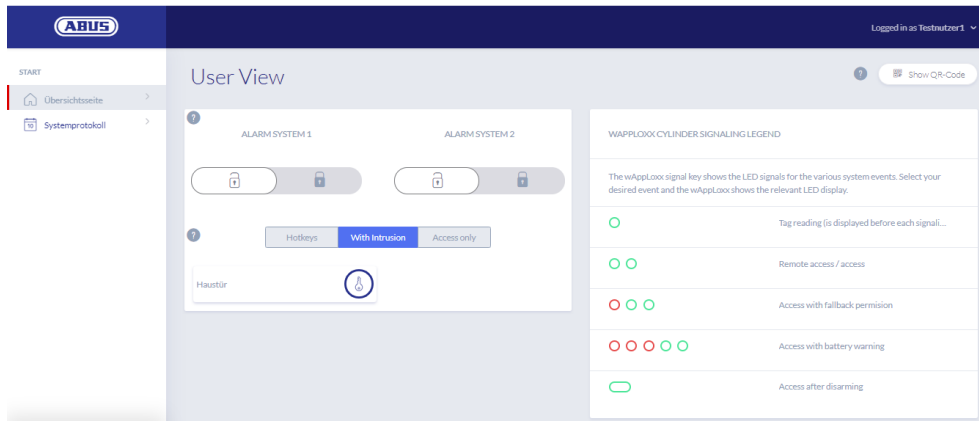 ABUS
Logged in as Testnutzer1
START
Übersichtsseite
Systemprotokoll
User View
? Show QR-Code
?
ALARM SYSTEM 1 ALARM SYSTEM 2
?
Hotkeys With Intrusion Access only
Haustür
WAPPLOXX CYLINDER SIGNALING LEGEND
The wAppLoxx signal key shows the LED signals for the various system events. Select your
desired event and the wAppLoxx shows the relevant LED display.
Tag reading (is displayed before each signali...
Remote access / access
Access with fallback permision
Access with battery warning
Access after disarming